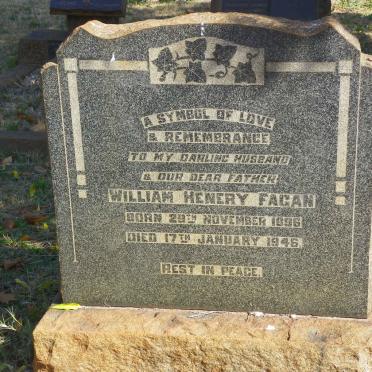 A SYMBOL OF LOVE
& REMEMBRANCE
TO MY DARLING HUSBAND
& OUR DEAR FATHER
WILLIAM HENERY FAGAN
BORN 29TH NOVEMBER 1896
DIED 17TH JANUARY 1946.
REST IN PEACE.